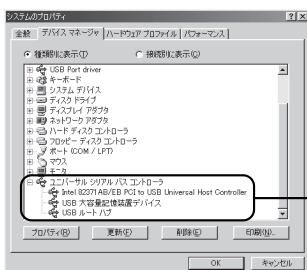 システムのプロパティ
全般 デバイス マネージャ ハードウェア プロファイル パフォーマンス
種類別に表示(T) 接続別に表示(C)
USB Port driver
キーボード
システム デバイス
ディスク ドライブ
ディスプレイ アダプタ
ネットワーク アダプタ
ハード ディスク コントローラ
フロッピー ディスク コントローラ
ポート (COM / LPT)
マウス
モニタ
ユニバーサル シリアル バス コントローラ
Intel 82371AB/EB PCI to USB Universal Host Controller
USB 大容量記憶装置デバイス
USB ルート ハブ
プロパティ(R) 更新(F) 削除(E) 印刷(N)...
OK キャンセル